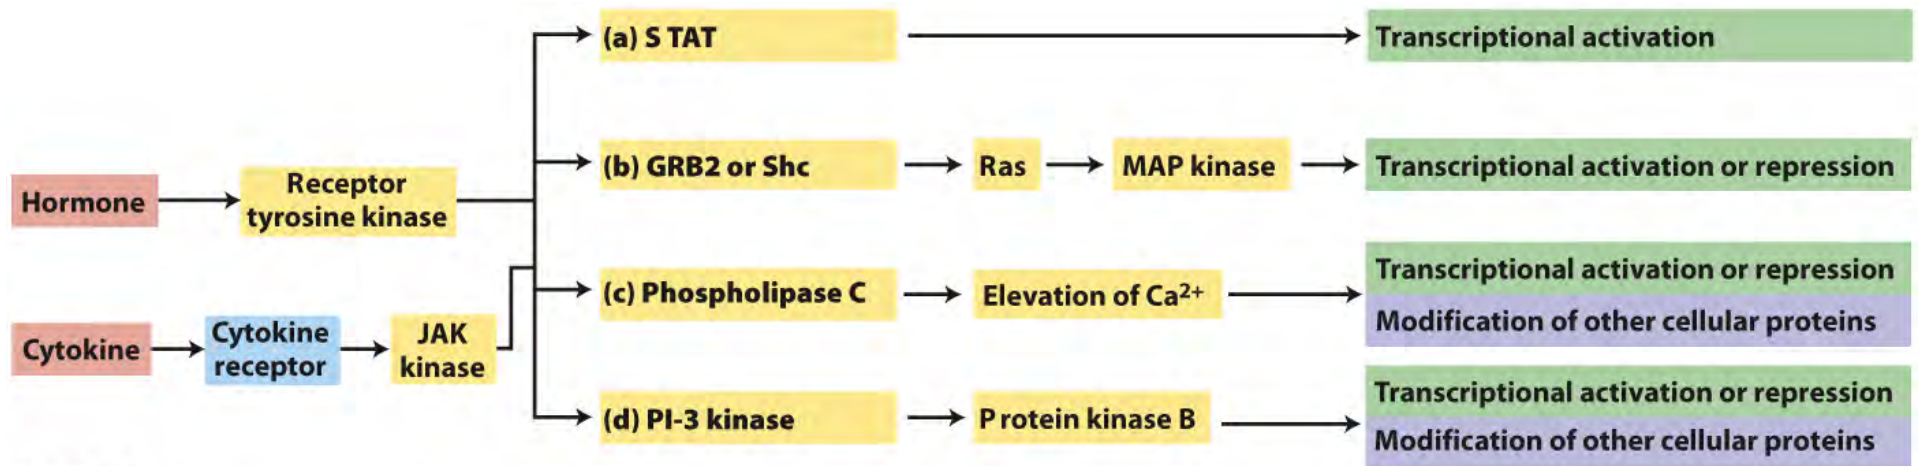 (a) S TAT
Transcriptional activation
(b) GRB2 or Shc
Ras
MAP kinase
Transcriptional activation or repression
Hormone
Receptor
tyrosine kinase
(c) Phospholipase C
Elevation of Ca²⁺
Transcriptional activation or repression
Modification of other cellular proteins
Cytokine
Cytokine
receptor
JAK
kinase
(d) PI-3 kinase
Protein kinase B
Transcriptional activation or repression
Modification of other cellular proteins